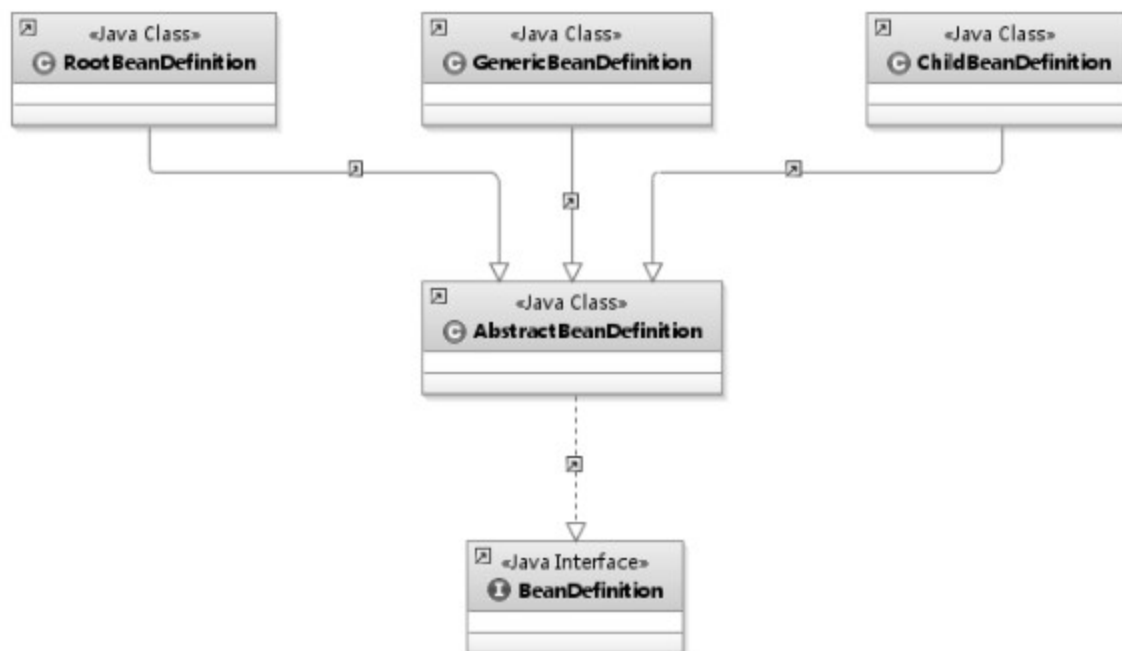 «Java Class»
C RootBeanDefinition
«Java Class»
C GenericBeanDefinition
«Java Class»
C ChildBeanDefinition
«Java Class»
C AbstractBeanDefinition
«Java Interface»
I BeanDefinition